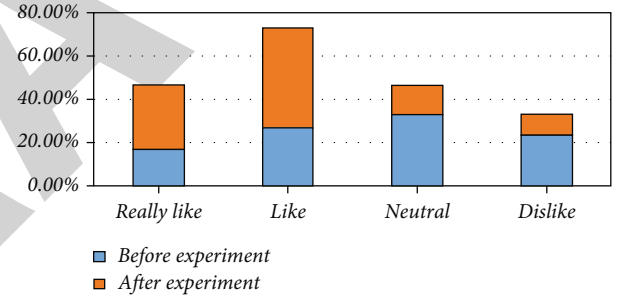 80.00%
60.00%
40.00%
20.00%
0.00%
Really like Like Neutral Dislike
Before experiment
After experiment